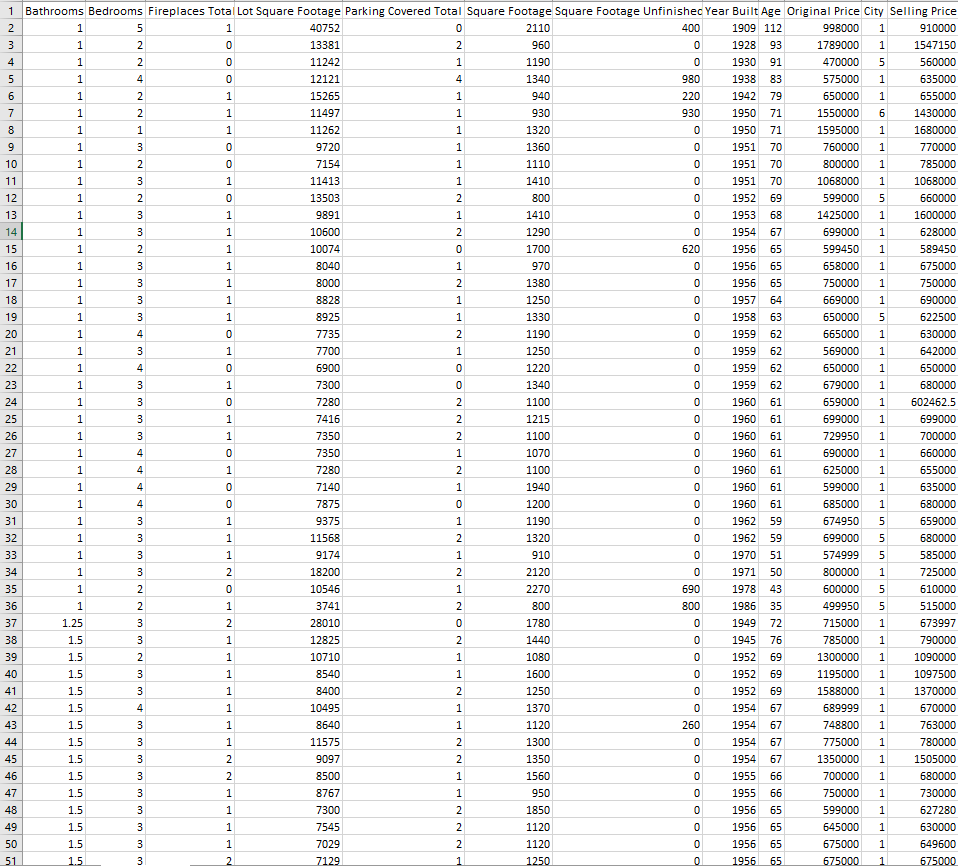 1 Bathrooms Bedrooms Fireplaces Total Lot Square Footage Parking Covered Total Square Footage Square Footage Unfinished Year Built Age Original Price City Selling Price
2 1 5 1 40752 0 2110 400 1909 112 998000 1 910000
3 1 2 0 13381 2 960 0 1928 93 1789000 1 1547150
4 1 2 0 11242 1 1190 0 1930 91 470000 5 560000
5 1 4 0 12121 4 1340 980 1938 83 575000 1 635000
6 1 2 1 15265 1 940 220 1942 79 650000 1 655000
7 1 2 1 11497 1 930 930 1950 71 1550000 6 1430000
8 1 1 1 11262 1 1320 0 1950 71 1595000 1 1680000
9 1 3 0 9720 1 1360 0 1951 70 760000 1 770000
10 1 2 0 7154 1 1110 0 1951 70 800000 1 785000
11 1 3 1 11413 1 1410 0 1951 70 1068000 1 1068000
12 1 2 0 13503 2 800 0 1952 69 599000 5 660000
13 1 3 1 9891 1 1410 0 1953 68 1425000 1 1600000
14 1 3 1 10600 2 1290 0 1954 67 699000 1 628000
15 1 2 1 10074 0 1700 620 1956 65 599450 1 589450
16 1 3 1 8040 1 970 0 1956 65 658000 1 675000
17 1 3 1 8000 2 1380 0 1956 65 750000 1 750000
18 1 3 1 8828 1 1250 0 1957 64 669000 1 690000
19 1 3 1 8925 1 1330 0 1958 63 650000 5 622500
20 1 4 0 7735 2 1190 0 1959 62 665000 1 630000
21 1 3 1 7700 1 1250 0 1959 62 569000 1 642000
22 1 4 0 6900 0 1220 0 1959 62 650000 1 650000
23 1 3 1 7300 0 1340 0 1959 62 679000 1 680000
24 1 3 0 7280 2 1100 0 1960 61 659000 1 602462.5
25 1 3 1 7416 2 1215 0 1960 61 699000 1 699000
26 1 3 1 7350 2 1100 0 1960 61 729950 1 700000
27 1 4 0 7350 1 1070 0 1960 61 690000 1 660000
28 1 4 1 7280 2 1100 0 1960 61 625000 1 655000
29 1 4 0 7140 1 1940 0 1960 61 599000 1 635000
30 1 4 0 7875 0 1200 0 1960 61 685000 1 680000
31 1 3 1 9375 1 1190 0 1962 59 674950 5 659000
32 1 3 1 11568 2 1320 0 1962 59 699000 5 680000
33 1 3 1 9174 1 910 0 1970 51 574999 5 585000
34 1 3 2 18200 2 2120 0 1971 50 800000 1 725000
35 1 2 0 10546 1 2270 690 1978 43 600000 5 610000
36 1 2 1 3741 2 800 800 1986 35 499950 5 515000
37 1.25 3 2 28010 0 1780 0 1949 72 715000 1 673997
38 1.5 3 1 12825 2 1440 0 1945 76 785000 1 790000
39 1.5 2 1 10710 1 1080 0 1952 69 1300000 1 1090000
40 1.5 3 1 8540 1 1600 0 1952 69 1195000 1 1097500
41 1.5 3 1 8400 2 1250 0 1952 69 1588000 1 1370000
42 1.5 4 1 10495 1 1370 0 1954 67 689999 1 670000
43 1.5 3 1 8640 1 1120 260 1954 67 748800 1 763000
44 1.5 3 1 11575 2 1300 0 1954 67 775000 1 780000
45 1.5 3 2 9097 2 1350 0 1954 67 1350000 1 1505000
46 1.5 3 2 8500 1 1560 0 1955 66 700000 1 680000
47 1.5 3 1 8767 1 950 0 1955 66 750000 1 730000
48 1.5 3 1 7300 2 1850 0 1956 65 599000 1 627280
49 1.5 3 1 7545 2 1120 0 1956 65 645000 1 630000
50 1.5 3 1 7029 2 1120 0 1956 65 675000 1 649600
51 1.5 3 2 7129 1 1250 0 1956 65 675000 1 675000